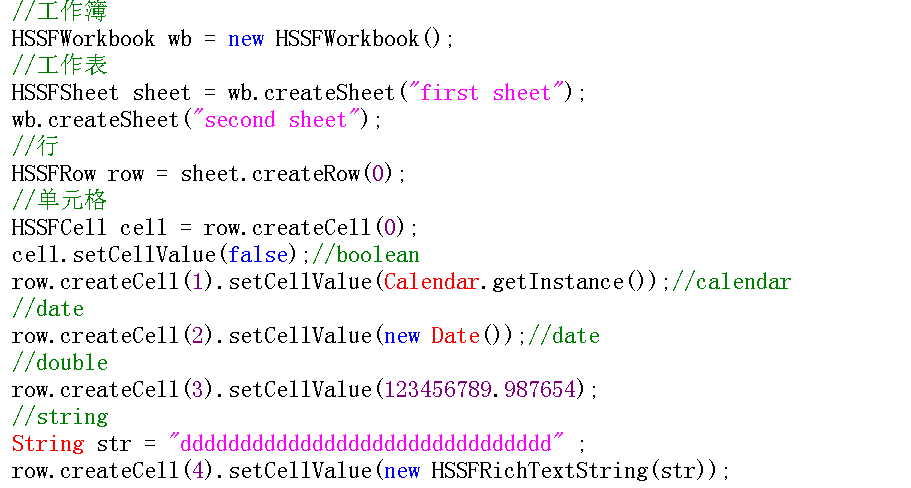 //工作簿
HSSFWorkbook wb = new HSSFWorkbook();
//工作表
HSSFSheet sheet = wb.createSheet("first sheet");
wb.createSheet("second sheet");
//行
HSSFRow row = sheet.createRow(0);
//单元格
HSSFCell cell = row.createCell(0);
cell.setCellValue(false);//boolean
row.createCell(1).setCellValue(Calendar.getInstance());//calendar
//date
row.createCell(2).setCellValue(new Date());//date
//double
row.createCell(3).setCellValue(123456789.987654);
//string
String str = "ddddddddddddddddddddddddddddddd" ;
row.createCell(4).setCellValue(new HSSFRichTextString(str));